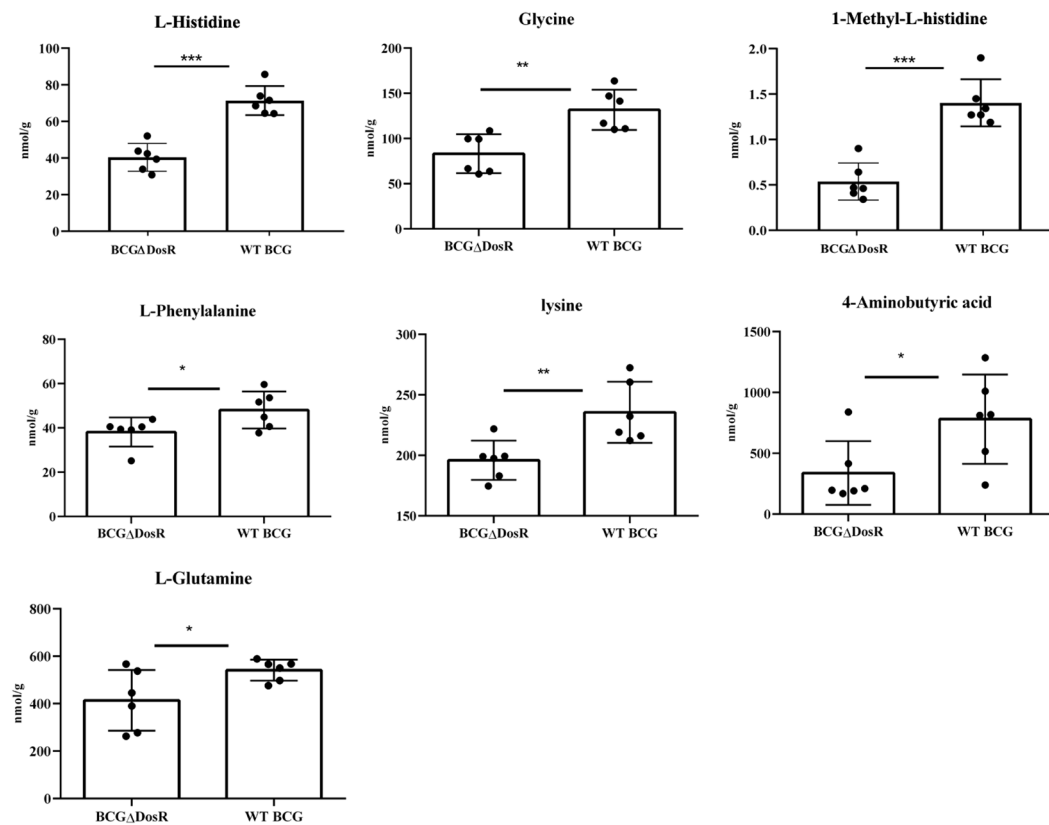 L-Histidine
***
100
80
60
40
20
0
nmol/g
BCGΔDosR WT BCG
Glycine
**
200
150
100
50
0
nmol/g
BCGΔDosR WT BCG
1-Methyl-L-histidine
***
2.0
1.5
1.0
0.5
0.0
nmol/g
BCGΔDosR WT BCG
L-Phenylalanine
*
80
60
40
20
0
nmol/g
BCGΔDosR WT BCG
lysine
**
300
250
200
150
nmol/g
BCGΔDosR WT BCG
4-Aminobutyric acid
*
1500
1000
500
0
nmol/g
BCGΔDosR WT BCG
L-Glutamine
*
800
600
400
200
0
nmol/g
BCGΔDosR WT BCG